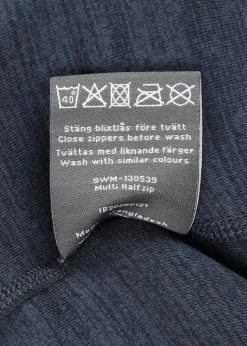 40
Stäng blixtlås före tvätt
Close zippers before wash
Tvättas med liknande färger
Wash with similar colours
SWM-130539
Multi Halfzip